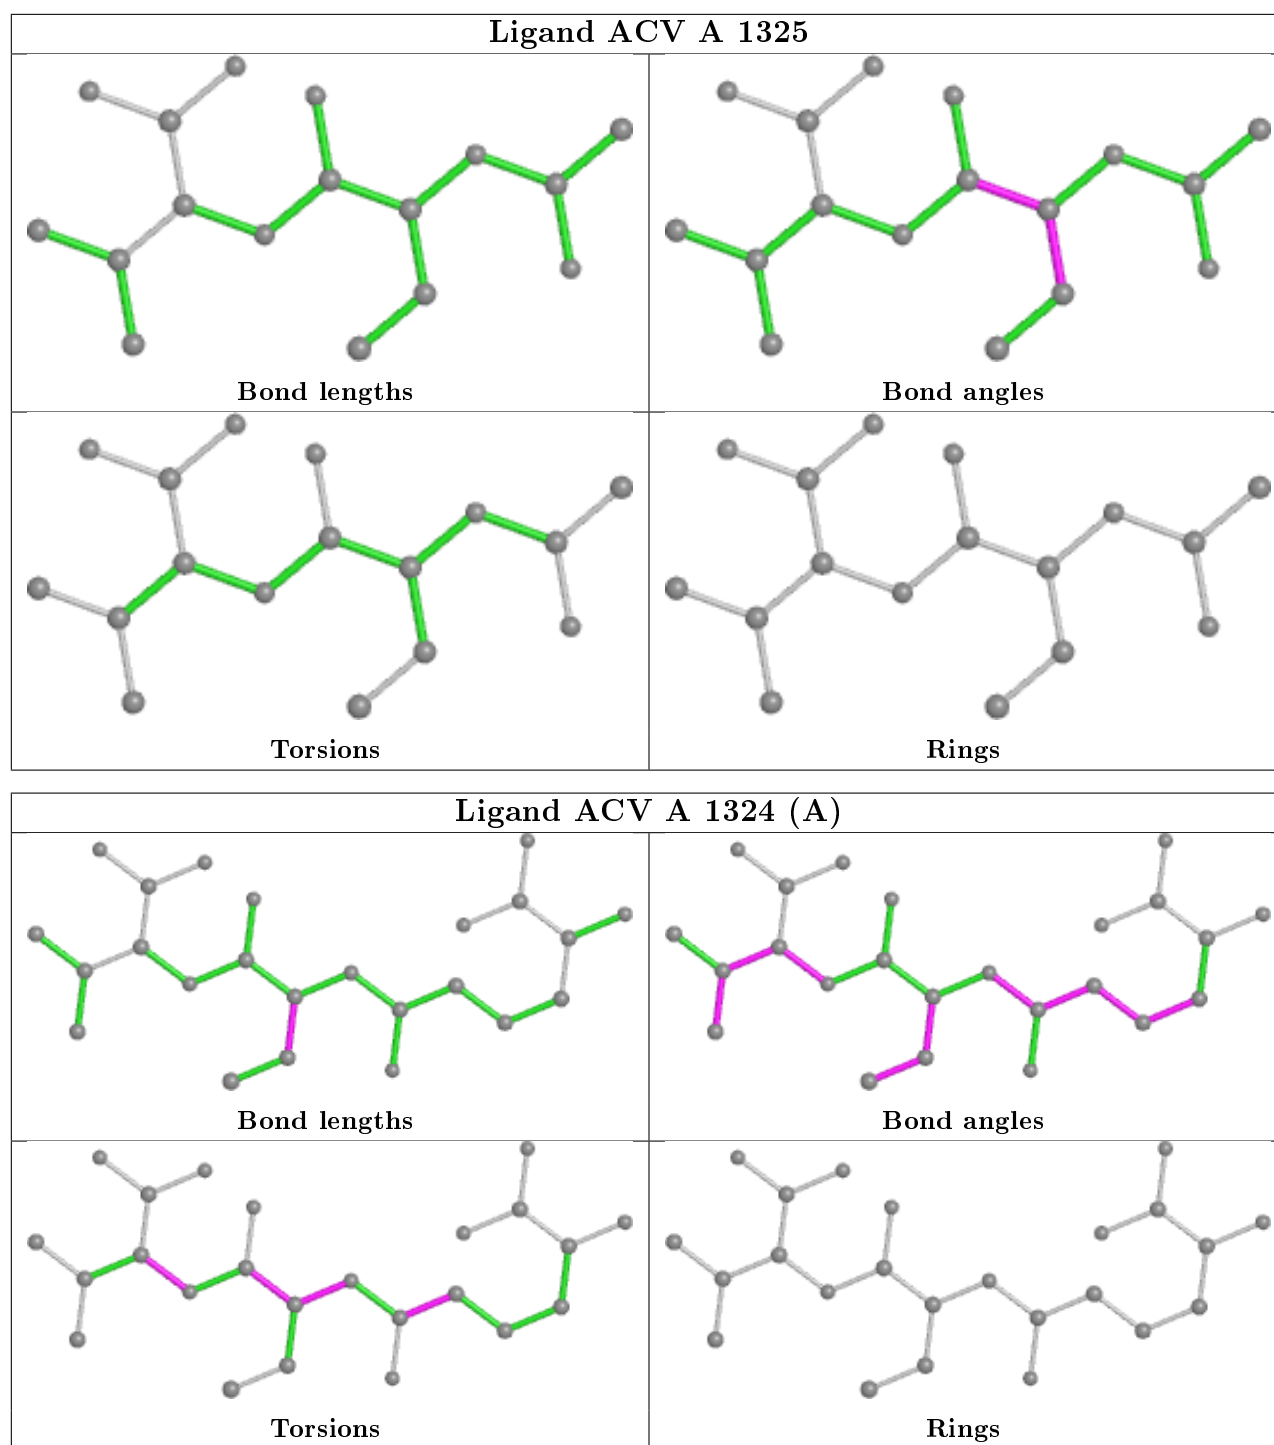 Ligand ACV A 1325
Bond lengths
Bond angles
Torsions
Rings
Ligand ACV A 1324 (A)
Bond lengths
Bond angles
Torsions
Rings